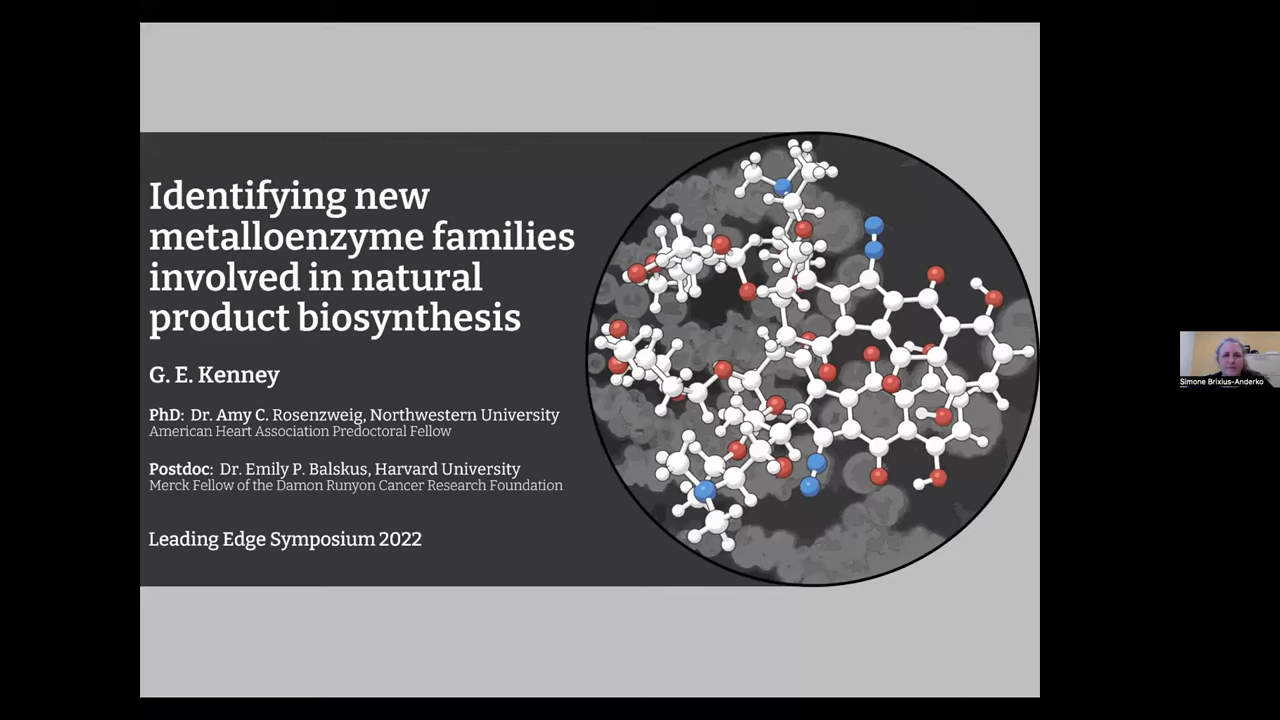 Identifying new
metalloenzyme families
involved in natural
product biosynthesis
G. E. Kenney
PhD: Dr. Amy C. Rosenzweig, Northwestern University
American Heart Association Predoctoral Fellow
Postdoc: Dr. Emily P. Balskus, Harvard University
Merck Fellow of the Damon Runyon Cancer Research Foundation
Leading Edge Symposium 2022
Simone Brixius-Anderko